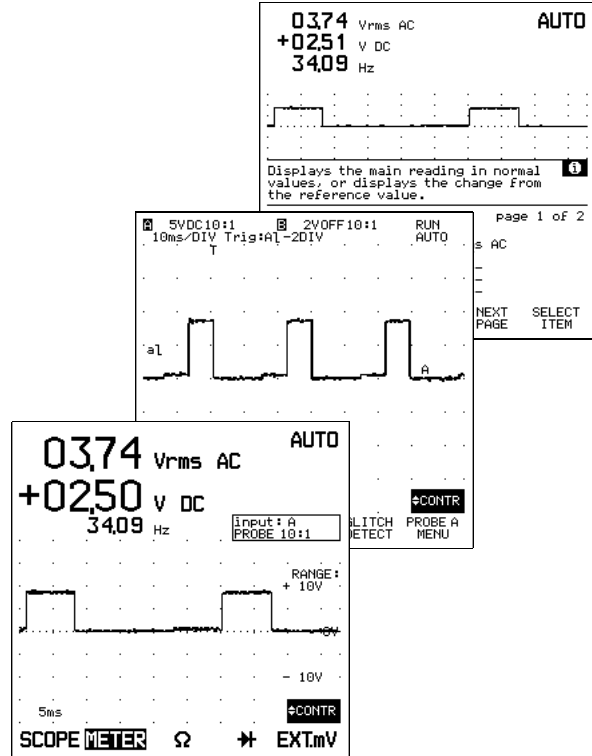 03.74 Vrms AC AUTO
+02.51 V DC
34.09 Hz
Displays the main reading in normal
values, or displays the change from
the reference value.
page 1 of 2
s AC
NEXT PAGE SELECT ITEM
A 5VDC10:1 B 2VOFF10:1 RUN
10ms/DIV Trig:A↓-2DIV AUTO
T
a↓
A
⬍CONTR
GLITCH DETECT PROBE A MENU
03.74 Vrms AC AUTO
+02.50 V DC
34.09 Hz
input: A
PROBE 10:1
RANGE:
+ 10V
0V
- 10V
5ms
⬍CONTR
SCOPE METER Ω EXT.mV